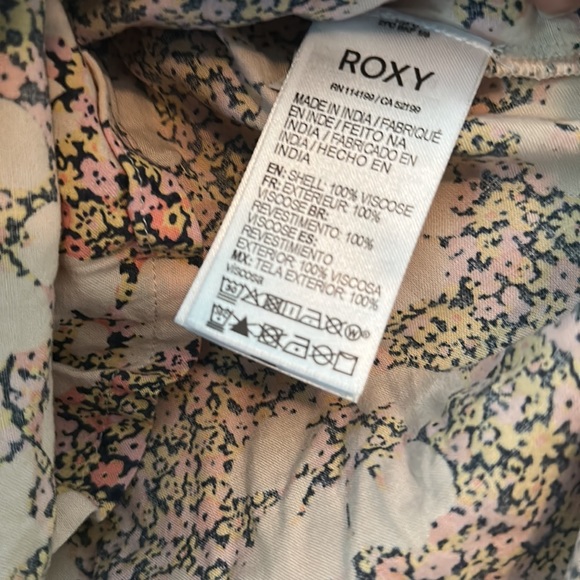 ROXY
RN 114199 / CA 52199
MADE IN INDIA / FABRIQUÉ
EN INDE / FEITO NA
INDIA / FABRICADO EN
INDIA / HECHO EN
INDIA
EN: SHELL: 100% VISCOSE
FR: EXTÉRIEUR: 100%
VISCOSE BR:
REVESTIMENTO: 100%
VISCOSE ES:
REVESTIMIENTO
EXTERIOR: 100% VISCOSA
MX: TELA EXTERIOR: 100%
viscosa
30
W